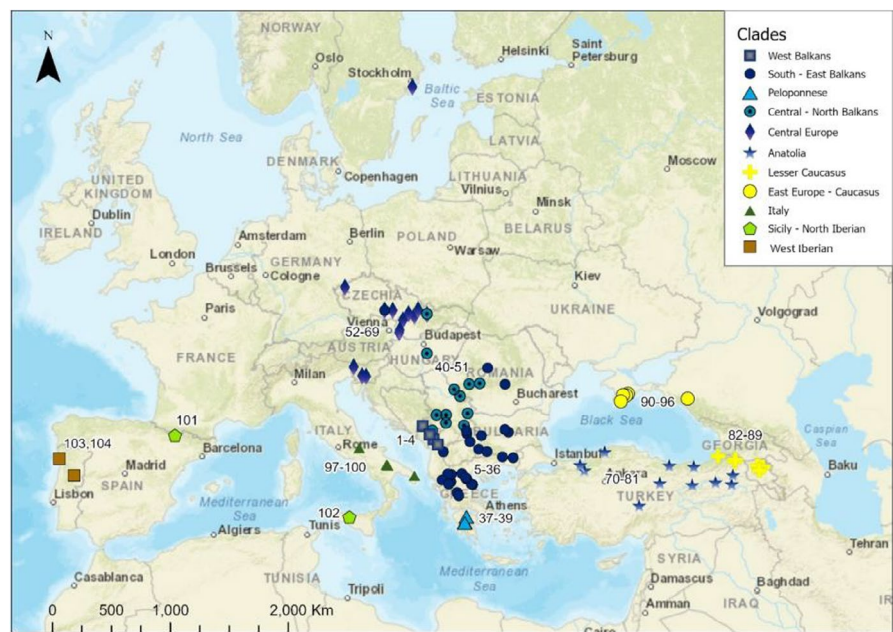 N
NORWAY
Oslo
Helsinki
Saint
Petersburg
Stockholm
Baltic
Sea
ESTONIA
North Sea
LATVIA
Moscow
DENMARK
Copenhagen
LITHUANIA
Vilnius
UNITED
KINGDOM
Dublin
IRELAND
Minsk
BELARUS
Amsterdam
Berlin
POLAND
Warsaw
London
GERMANY
Brussels
Cologne
Kiev
CZECHIA
Paris
UKRAINE
Volgograd
Vienna
52-69
Budapest
AUSTRIA
HUNGARY
FRANCE
40-51
ROMANIA
Milan
Bucharest
90-96
Black Sea
101
ITALY
1-4
BULGARIA
82-89
GEORGIA
Caspian
Sea
103,104
Rome
Barcelona
97-100
5-36
Istanbul
Ankara
70-81
Baku
Madrid
SPAIN
Lisbon
GREECE
TURKEY
Mediterranean
Sea
102
Athens
37-39
Algiers
Tunis
Tehran
SYRIA
Mediterranean
Sea
Casablanca
TUNISIA
Damascus
Baghdad
Tripoli
IRAQ
Amman
IR
Cairo
0 500 1,000 2,000 Km
Clades
West Balkans
South - East Balkans
Peloponnese
Central - North Balkans
Central Europe
Anatolia
Lesser Caucasus
East Europe - Caucasus
Italy
Sicily - North Iberian
West Iberian